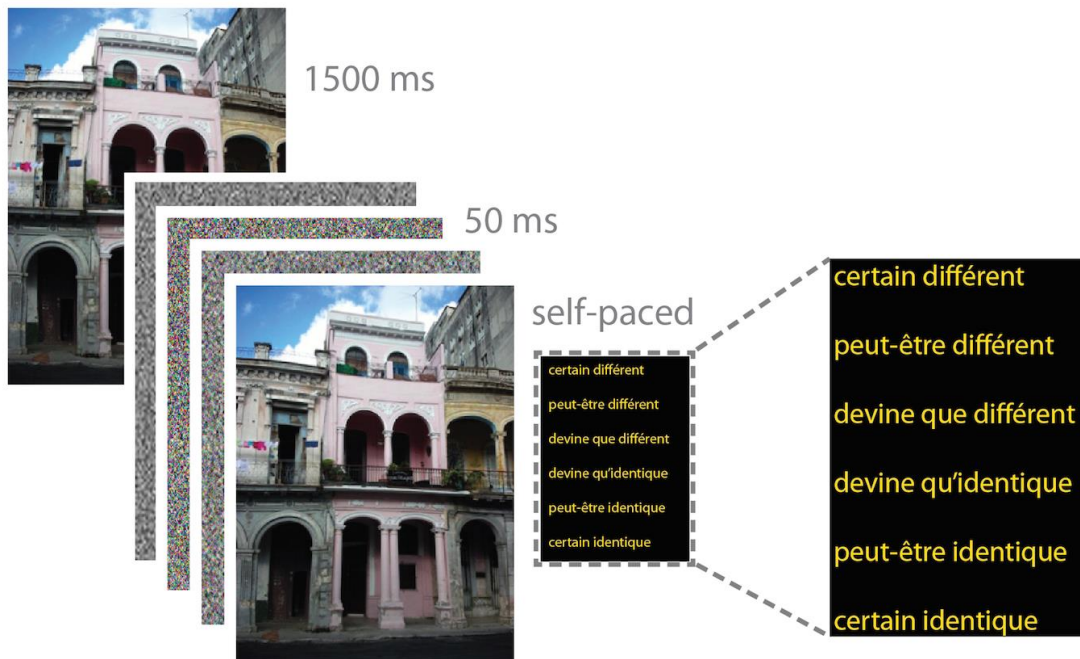 1500 ms
50 ms
self-paced
certain différent
peut-être différent
devine que différent
devine qu'identique
peut-être identique
certain identique
certain différent
peut-être différent
devine que différent
devine qu'identique
peut-être identique
certain identique